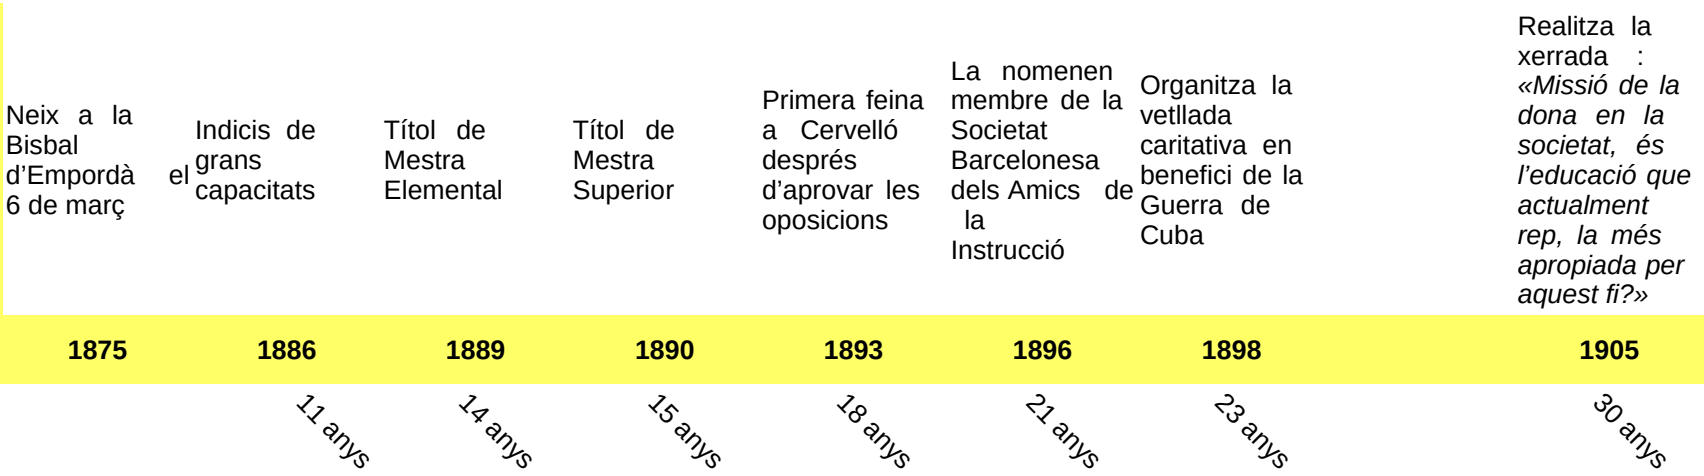 Neix a la
Bisbal
d'Empordà el
6 de març
Indicis de
grans
capacitats
Títol de
Mestra
Elemental
Títol de
Mestra
Superior
Primera feina
a Cervelló
després
d'aprovar les
oposicions
La nomenen
membre de la
Societat
Barcelonesa
dels Amics de
la
Instrucció
Organitza la
vetllada
caritativa en
benefici de la
Guerra de
Cuba
Realitza la
xerrada :
«Missió de la
dona en la
societat, és
l'educació que
actualment
rep, la més
apropiada per
aquest fi?»
1875 1886 1889 1890 1893 1896 1898 1905
11 anys
14 anys
15 anys
18 anys
21 anys
23 anys
30 anys